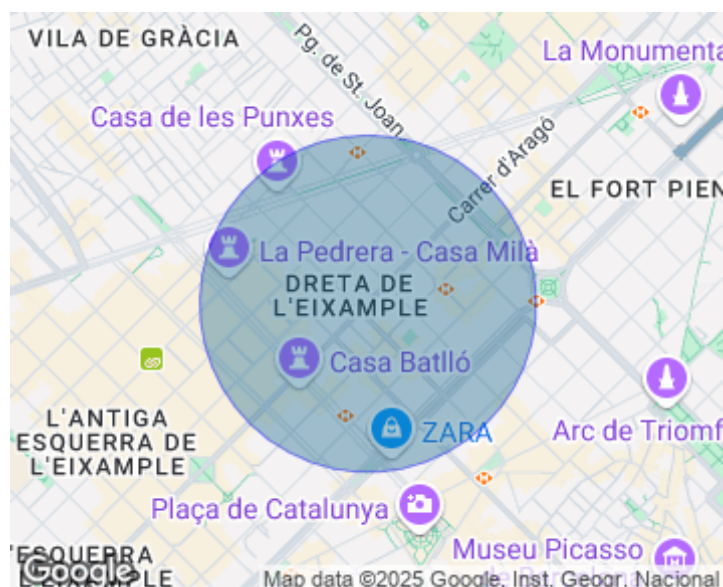 VILA DE GRÀCIA
Pg. de St. Joan
La Monumenta
Casa de les Punxes
Carrer d'Aragó
EL FORT PIEN
La Pedrera - Casa Milà
DRETA DE
L'EIXAMPLE
Casa Batlló
L'ANTIGA
ESQUERRA DE
L'EIXAMPLE
ZARA
Arc de Triomf
Plaça de Catalunya
'ESQUERRA
Museu Picasso
Google
Map data ©2025 Google, Inst. Geogr. Nacional